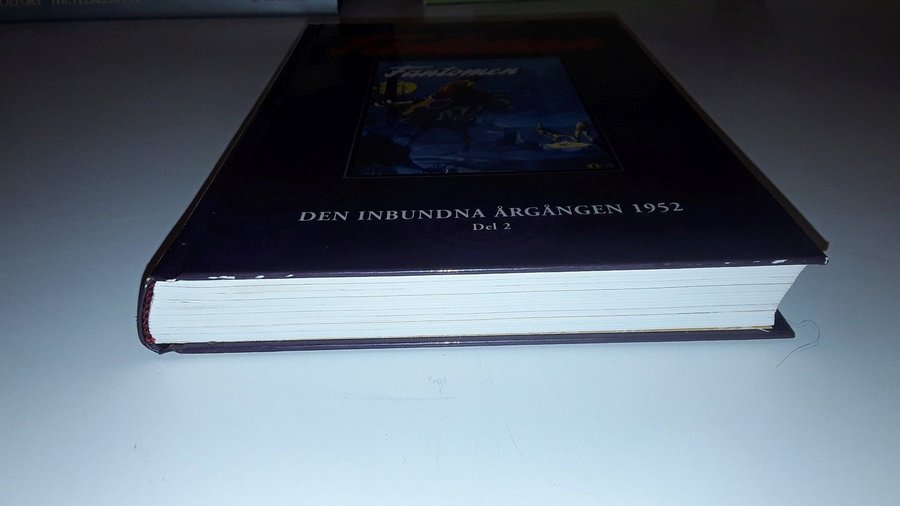 Fantomen
DEN INBUNDNA ÅRGÅNGEN 1952
Del 2